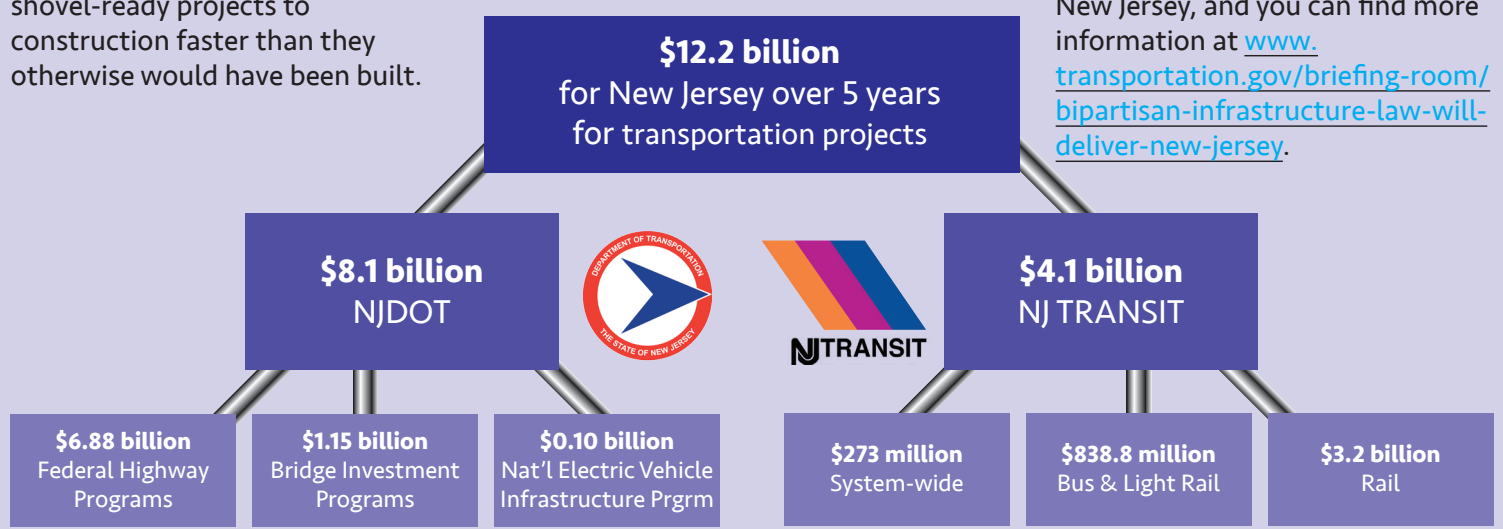 shovel-ready projects to
construction faster than they
otherwise would have been built.
$12.2 billion
for New Jersey over 5 years
for transportation projects
New Jersey, and you can find more
information at www.
transportation.gov/briefing-room/
bipartisan-infrastructure-law-will-
deliver-new-jersey.
$8.1 billion
NJDOT
DEPARTMENT OF TRANSPORTATION
THE STATE OF NEW JERSEY
NJTRANSIT
$4.1 billion
NJ TRANSIT
$6.88 billion
Federal Highway
Programs
$1.15 billion
Bridge Investment
Programs
$0.10 billion
Nat’l Electric Vehicle
Infrastructure Prgrm
$273 million
System-wide
$838.8 million
Bus & Light Rail
$3.2 billion
Rail